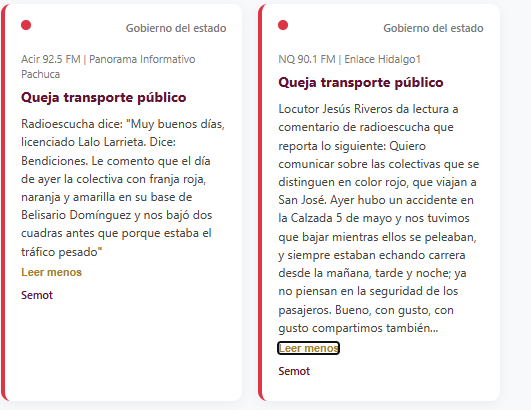 Gobierno del estado
Acir 92.5 FM | Panorama Informativo
Pachuca
Queja transporte público
Radioescucha dice: "Muy buenos días,
licenciado Lalo Larrieta. Dice:
Bendiciones. Le comento que el día
de ayer la colectiva con franja roja,
naranja y amarilla en su base de
Belisario Domínguez y nos bajó dos
cuadras antes que porque estaba el
tráfico pesado"
Leer menos
Semot
Gobierno del estado
NQ 90.1 FM | Enlace Hidalgo1
Queja transporte público
Locutor Jesús Riveros da lectura a
comentario de radioescucha que
reporta lo siguiente: Quiero
comunicar sobre las colectivas que se
distinguen en color rojo, que viajan a
San José. Ayer hubo un accidente en
la Calzada 5 de mayo y nos tuvimos
que bajar mientras ellos se peleaban,
y siempre estaban echando carrera
desde la mañana, tarde y noche; ya
no piensan en la seguridad de los
pasajeros. Bueno, con gusto, con
gusto compartimos también...
Leer menos
Semot